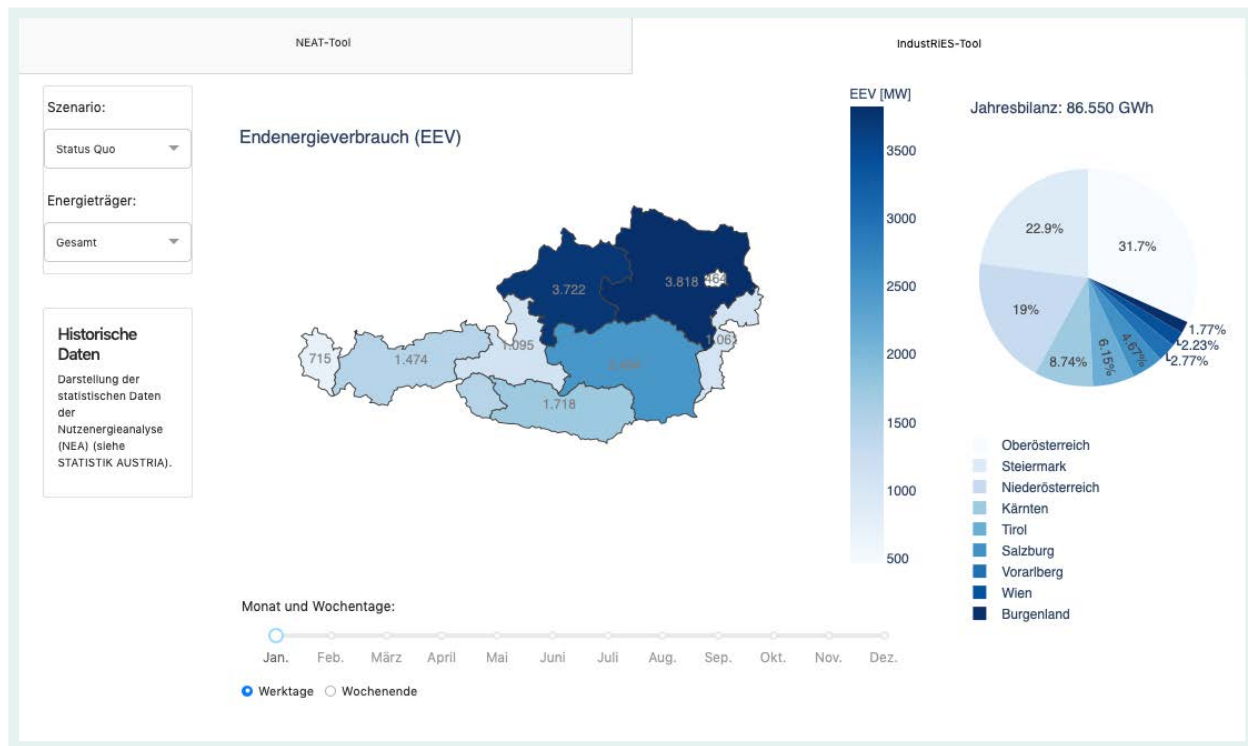 NEAT-Tool
IndustRiES-Tool
Szenario:
Status Quo
Energieträger:
Gesamt
Historische
Daten
Darstellung der
statistischen Daten
der
Nutzenergieanalyse
(NEA) (siehe
STATISTIK AUSTRIA).
Endenergieverbrauch (EEV)
3.722
3.818
464
715
1.474
1.095
1.063
1.718
EEV [MW]
3500
3000
2500
2000
1500
1000
500
Jahresbilanz: 86.550 GWh
22.9%
31.7%
19%
8.74%
6.15%
4.67%
1.77%
2.23%
2.77%
Oberösterreich
Steiermark
Niederösterreich
Kärnten
Tirol
Salzburg
Vorarlberg
Wien
Burgenland
Monat und Wochentage:
Jan. Feb. März April Mai Juni Juli Aug. Sep. Okt. Nov. Dez.
Werktage Wochenende